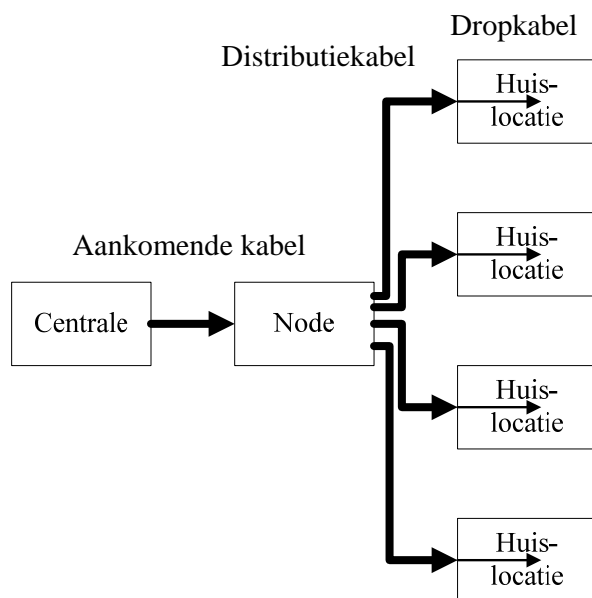 Dropkabel
Distributiekabel
Huis-
locatie
Huis-
locatie
Aankomende kabel
Centrale
Node
Huis-
locatie
Huis-
locatie